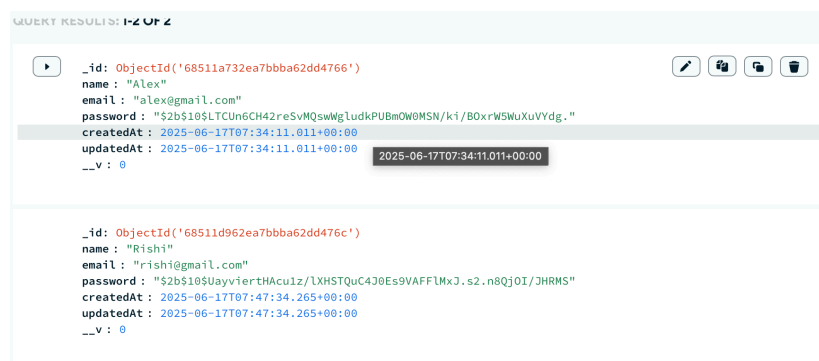 QUERY RESULTS: 1-2 OF 2
_id: ObjectId('68511a732ea7bbba62dd4766')
name : "Alex"
email : "alex@gmail.com"
password : "$2b$10$LTCUn6CH42reSvMQswWgludkPUBmOW0MSN/ki/BOxrW5WuXuVYdg."
createdAt : 2025-06-17T07:34:11.011+00:00
updatedAt : 2025-06-17T07:34:11.011+00:00
2025-06-17T07:34:11.011+00:00
__v : 0
_id: ObjectId('68511d962ea7bbba62dd476c')
name : "Rishi"
email : "rishi@gmail.com"
password : "$2b$10$UayviertHAcu1z/lXHSTQuC4J0Es9VAFFlMxJ.s2.n8QjOI/JHRMS"
createdAt : 2025-06-17T07:47:34.265+00:00
updatedAt : 2025-06-17T07:47:34.265+00:00
__v : 0